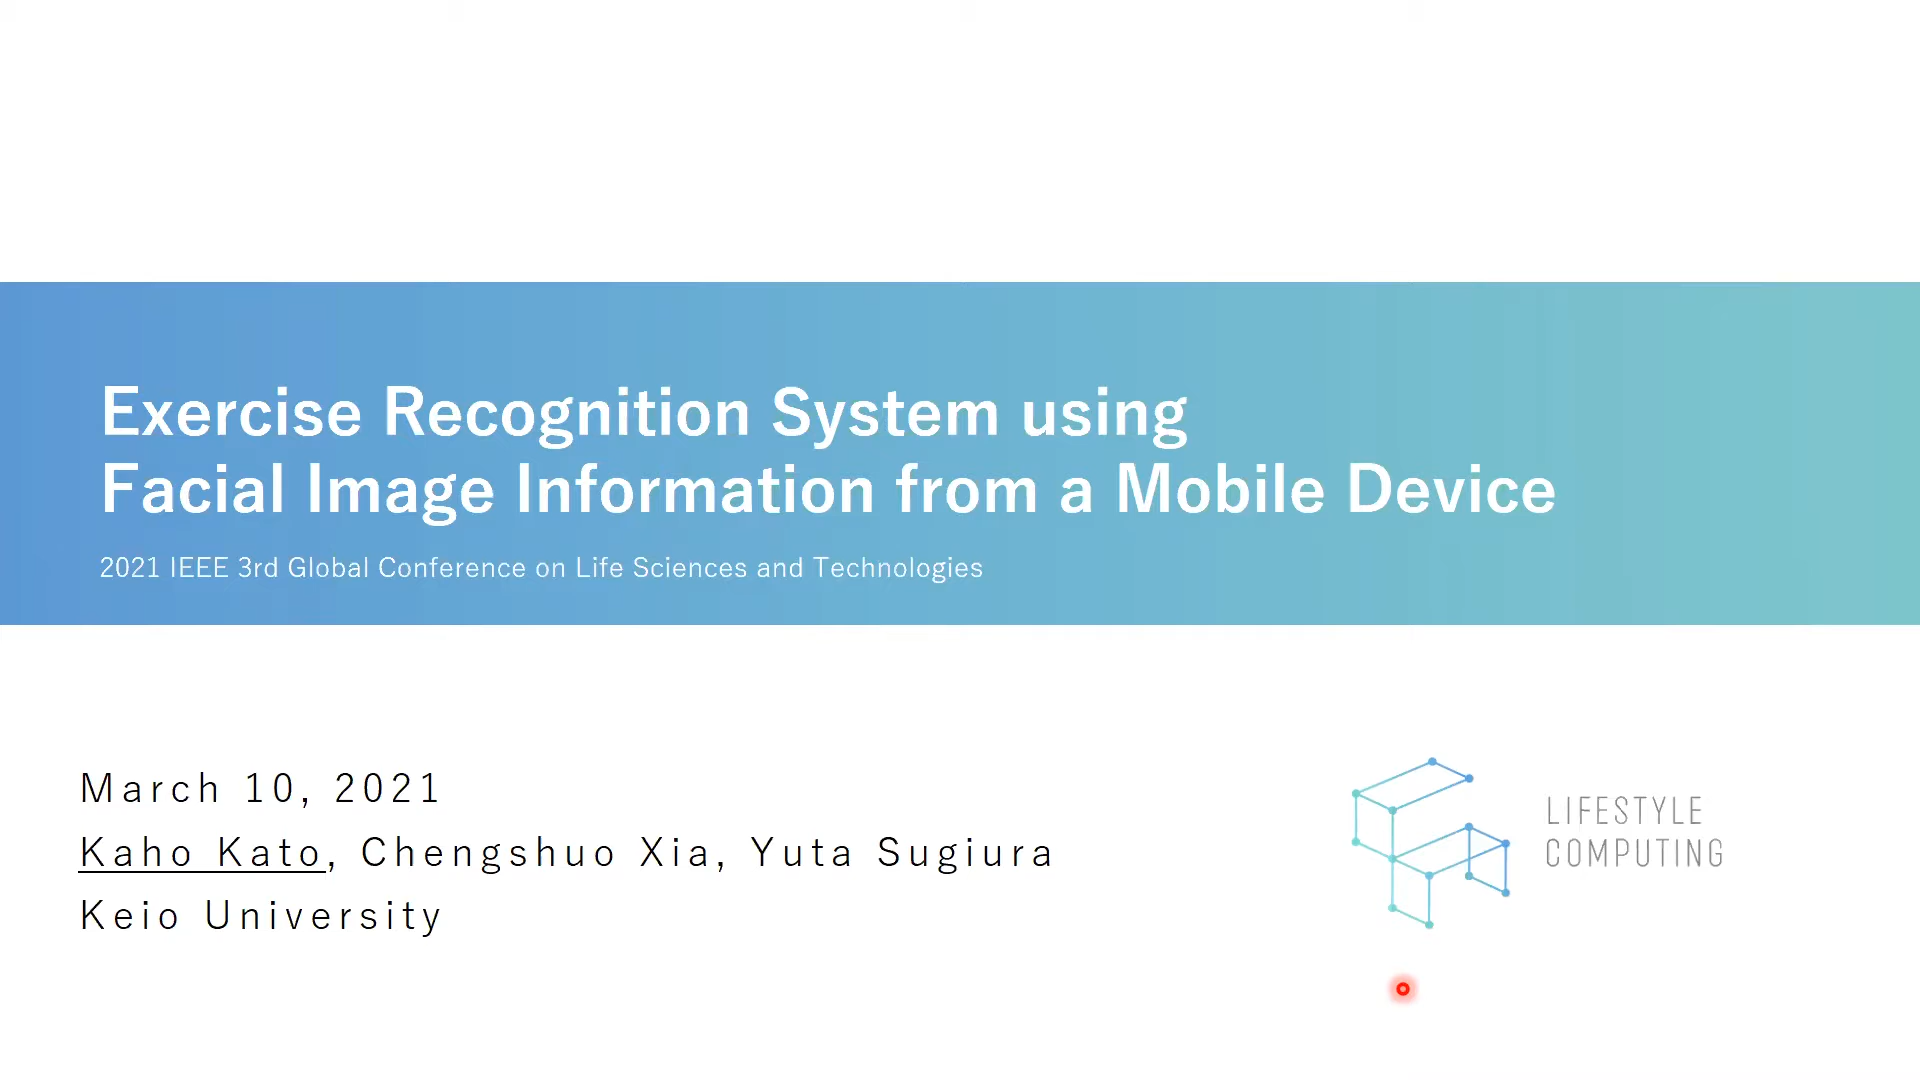 Exercise Recognition System using
Facial Image Information from a Mobile Device
2021 IEEE 3rd Global Conference on Life Sciences and Technologies
March 10, 2021
Kaho Kato, Chengshuo Xia, Yuta Sugiura
Keio University
LIFESTYLE
COMPUTING